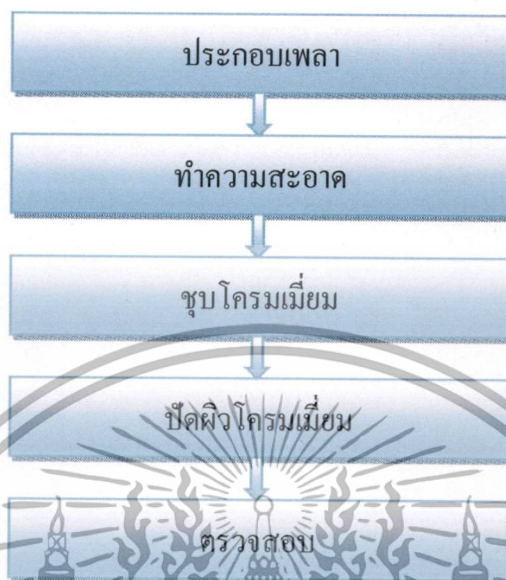 ประกอบเพลา
ทำความสะอาด
ชุบโครมเมี่ยม
ปัดผิวโครมเมี่ยม
ตรวจสอบ